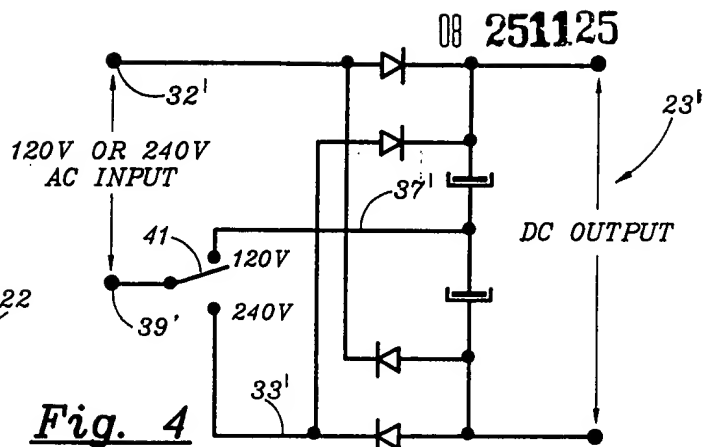 08 251125
32'
23'
120V OR 240V
AC INPUT
37'
41
120V
DC OUTPUT
39'
240V
22
33'
Fig. 4